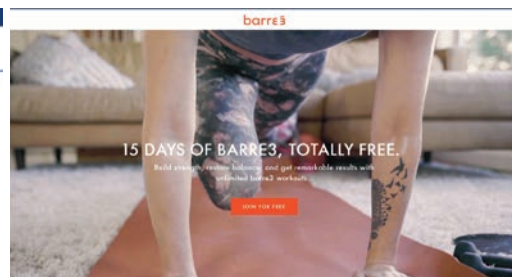 barre3
15 DAYS OF BARRE3, TOTALLY FREE.
Build strength, restore balance, and get remarkable results with
unlimited barre3 workouts.
JOIN FOR FREE